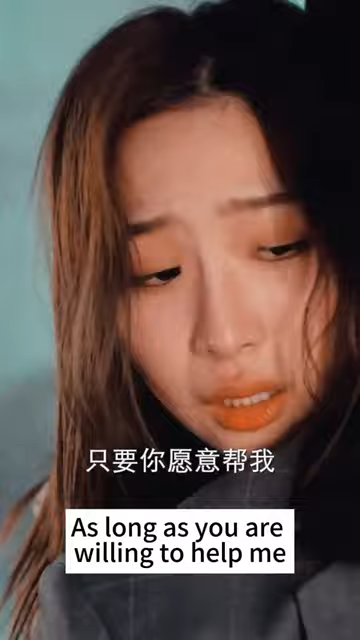 只要你愿意帮我
As long as you are
willing to help me